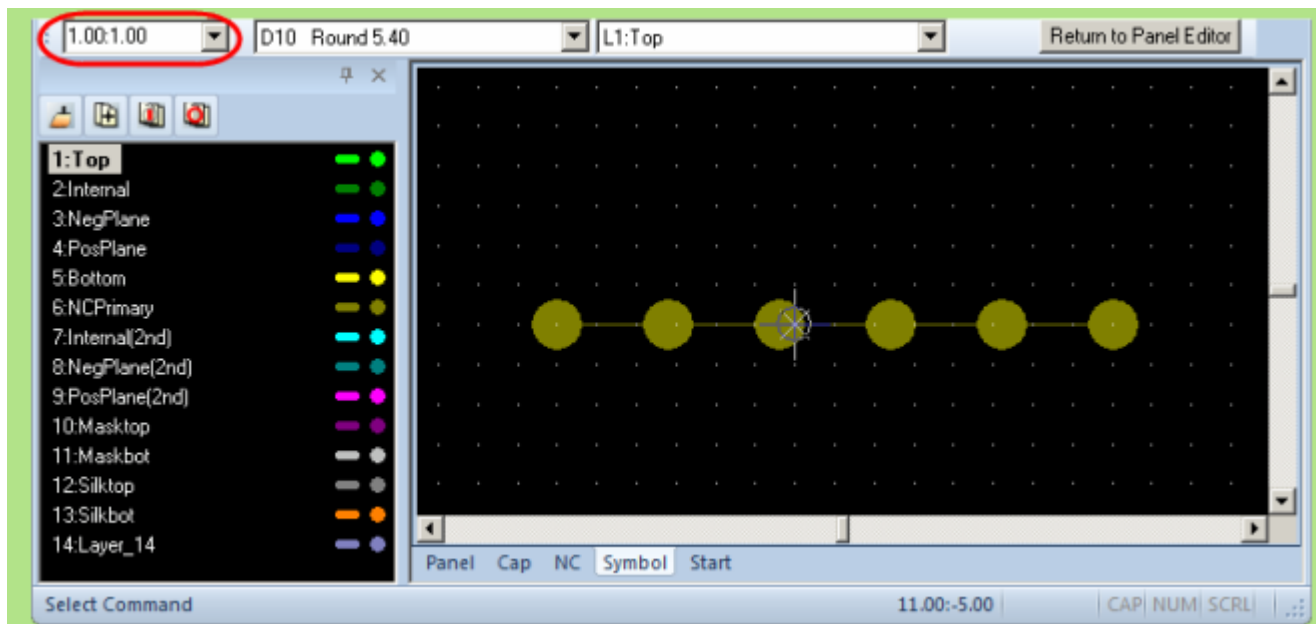 1.00:1.00 D10 Round 5.40 L1:Top Return to Panel Editor
1:Top
2:Internal
3:NegPlane
4:PosPlane
5:Bottom
6:NCPrimary
7:Internal(2nd)
8:NegPlane(2nd)
9:PosPlane(2nd)
10:Masktop
11:Maskbot
12:Silktop
13:Silkbot
14:Layer_14
Panel Cap NC Symbol Start
Select Command 11.00:-5.00 CAP NUM SCRL